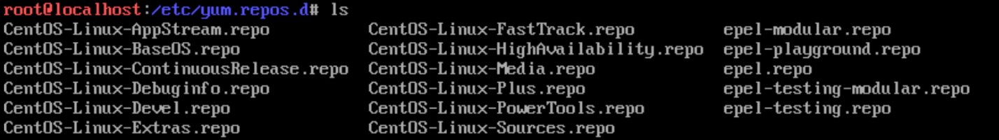 root@localhost:/etc/yum.repos.d# ls
CentOS-Linux-AppStream.repo CentOS-Linux-FastTrack.repo epel-modular.repo
CentOS-Linux-BaseOS.repo CentOS-Linux-HighAvailability.repo epel-playground.repo
CentOS-Linux-ContinuousRelease.repo CentOS-Linux-Media.repo epel.repo
CentOS-Linux-Debuginfo.repo CentOS-Linux-Plus.repo epel-testing-modular.repo
CentOS-Linux-Devel.repo CentOS-Linux-PowerTools.repo epel-testing.repo
CentOS-Linux-Extras.repo CentOS-Linux-Sources.repo